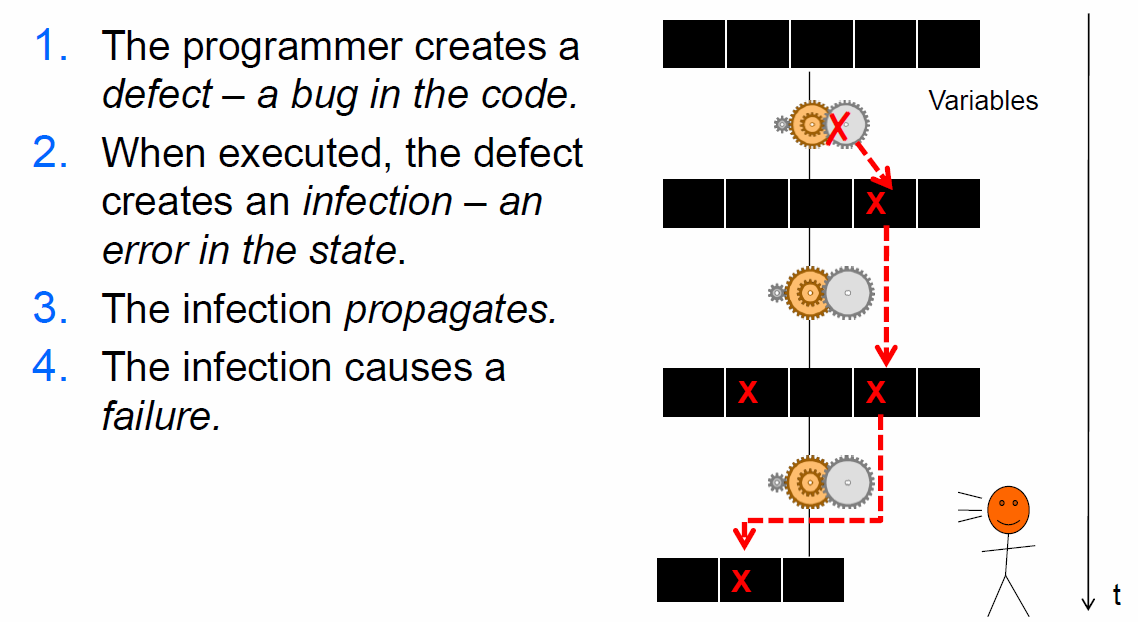 1. The programmer creates a
defect – a bug in the code.
2. When executed, the defect
creates an infection – an
error in the state.
3. The infection propagates.
4. The infection causes a
failure.
Variables
X
X
X
X
X
t